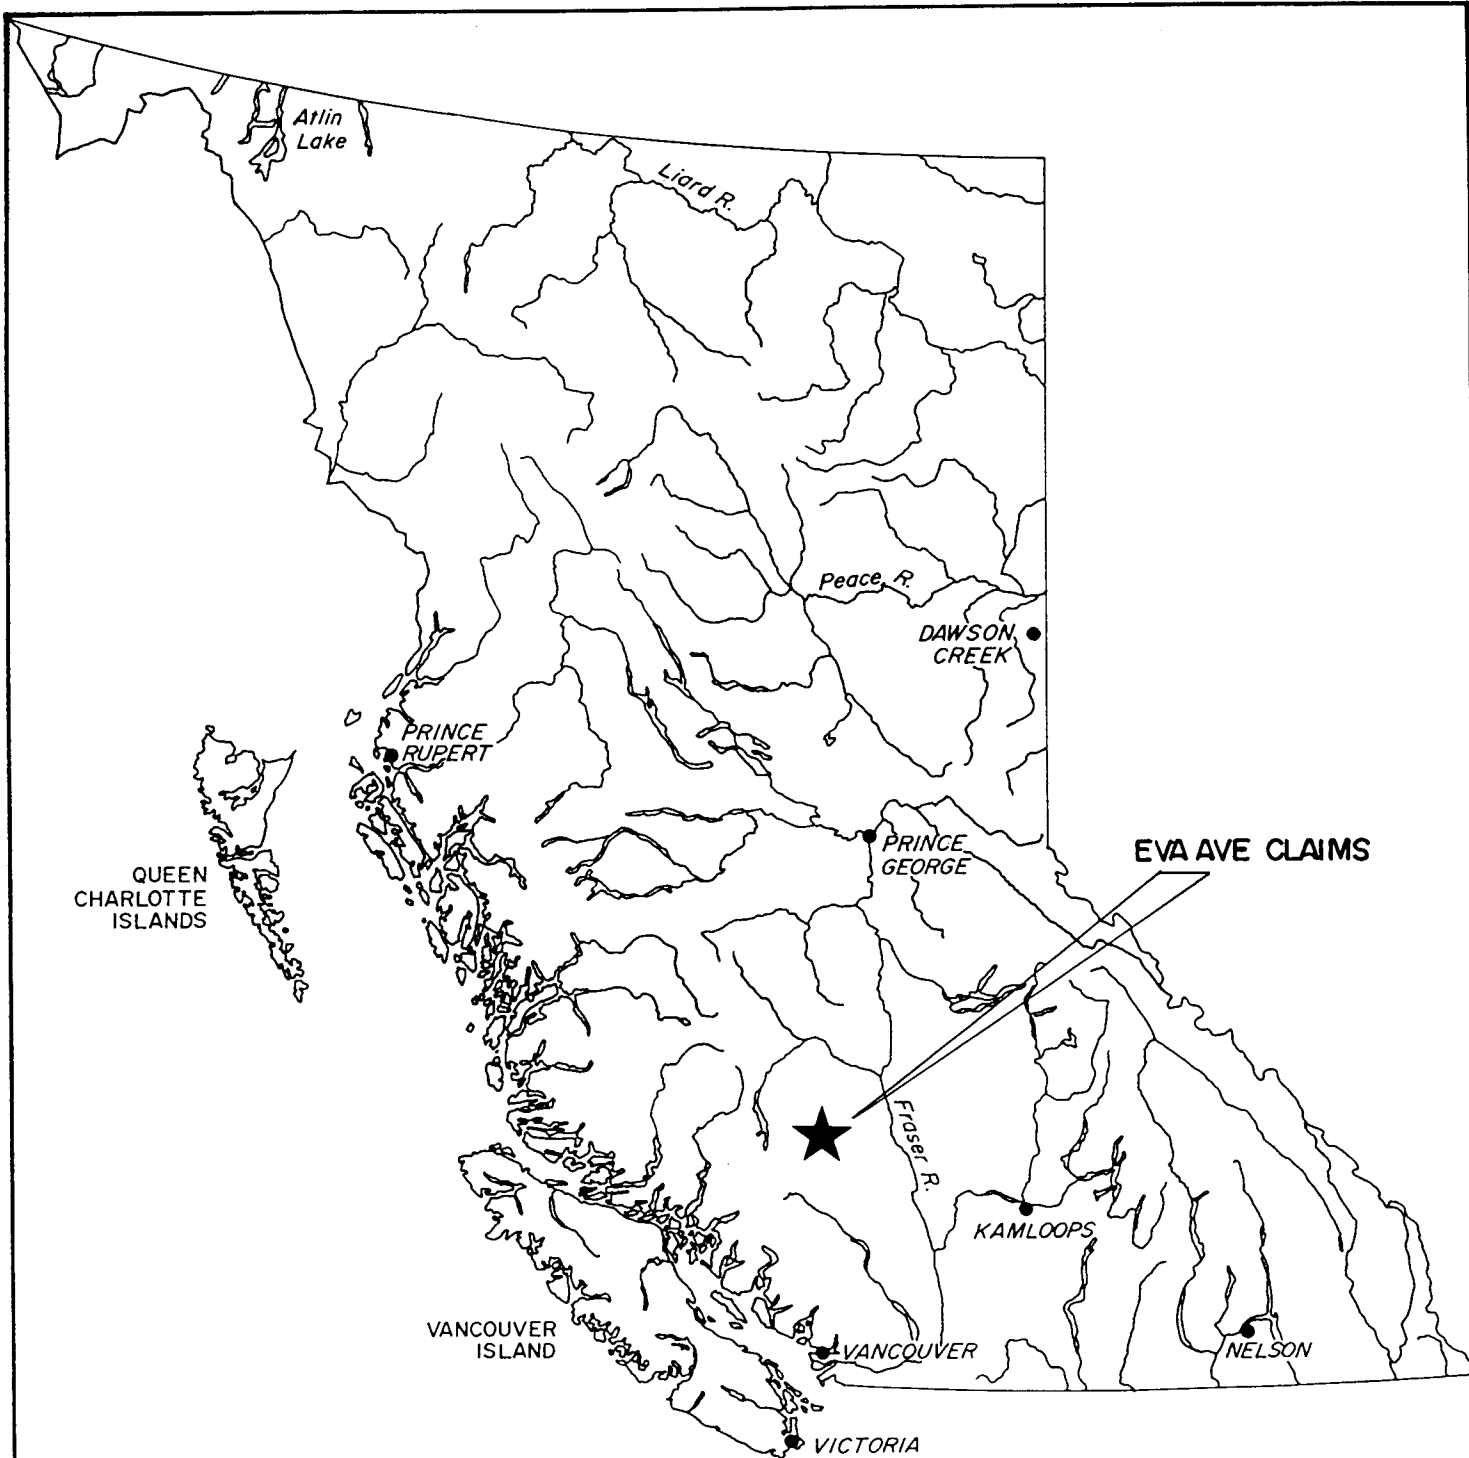 Atlin
Lake
Liard R.
Peace R.
DAWSON
CREEK
PRINCE
RUPERT
PRINCE
GEORGE
EVA AVE CLAIMS
QUEEN
CHARLOTTE
ISLANDS
Fraser R.
KAMLOOPS
VANCOUVER
ISLAND
VANCOUVER
NELSON
VICTORIA